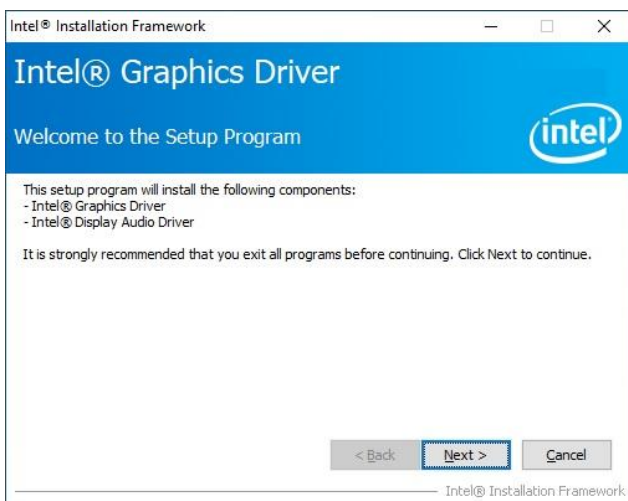 Intel® Installation Framework
Intel® Graphics Driver
Welcome to the Setup Program
intel
This setup program will install the following components:
- Intel® Graphics Driver
- Intel® Display Audio Driver
It is strongly recommended that you exit all programs before continuing. Click Next to continue.
< Back Next > Cancel
Intel® Installation Framework